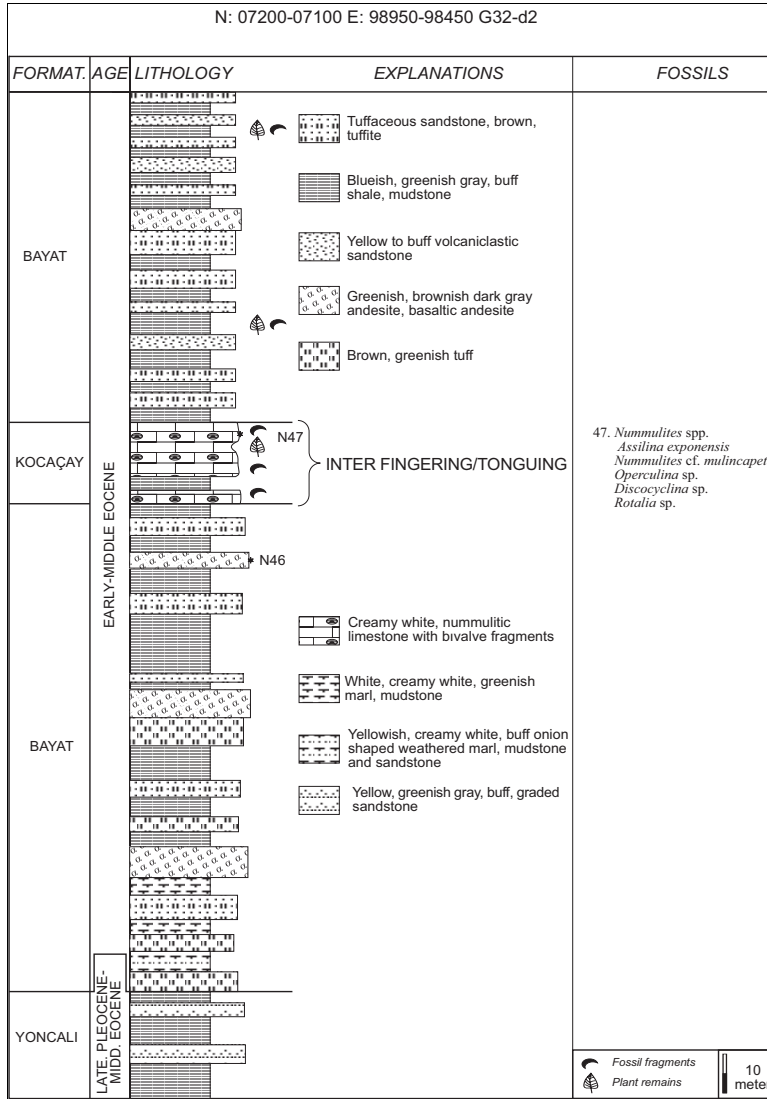 N: 07200-07100 E: 98950-98450 G32-d2
FORMAT. AGE LITHOLOGY EXPLANATIONS FOSSILS
Tuffaceous sandstone, brown,
tuffite
Blueish, greenish gray, buff
shale, mudstone
Yellow to buff volcaniclastic
sandstone
BAYAT
Greenish, brownish dark gray
andesite, basaltic andesite
Brown, greenish tuff
KOCAÇAY
N47
INTER FINGERING/TONGUING
47. Nummulites spp.
Assilina exponensis
Nummulites cf. mulincapet
Operculina sp.
Discocyclina sp.
Rotalia sp.
EARLY-MIDDLE EOCENE
N46
Creamy white, nummulitic
limestone with bıvalve fragments
White, creamy white, greenish
marl, mudstone
Yellowish, creamy white, buff onion
shaped weathered marl, mudstone
and sandstone
BAYAT
Yellow, greenish gray, buff, graded
sandstone
YONCALI
LATE. PLEOCENE-
MIDD. EOCENE
Fossil fragments
Plant remains
10
meter